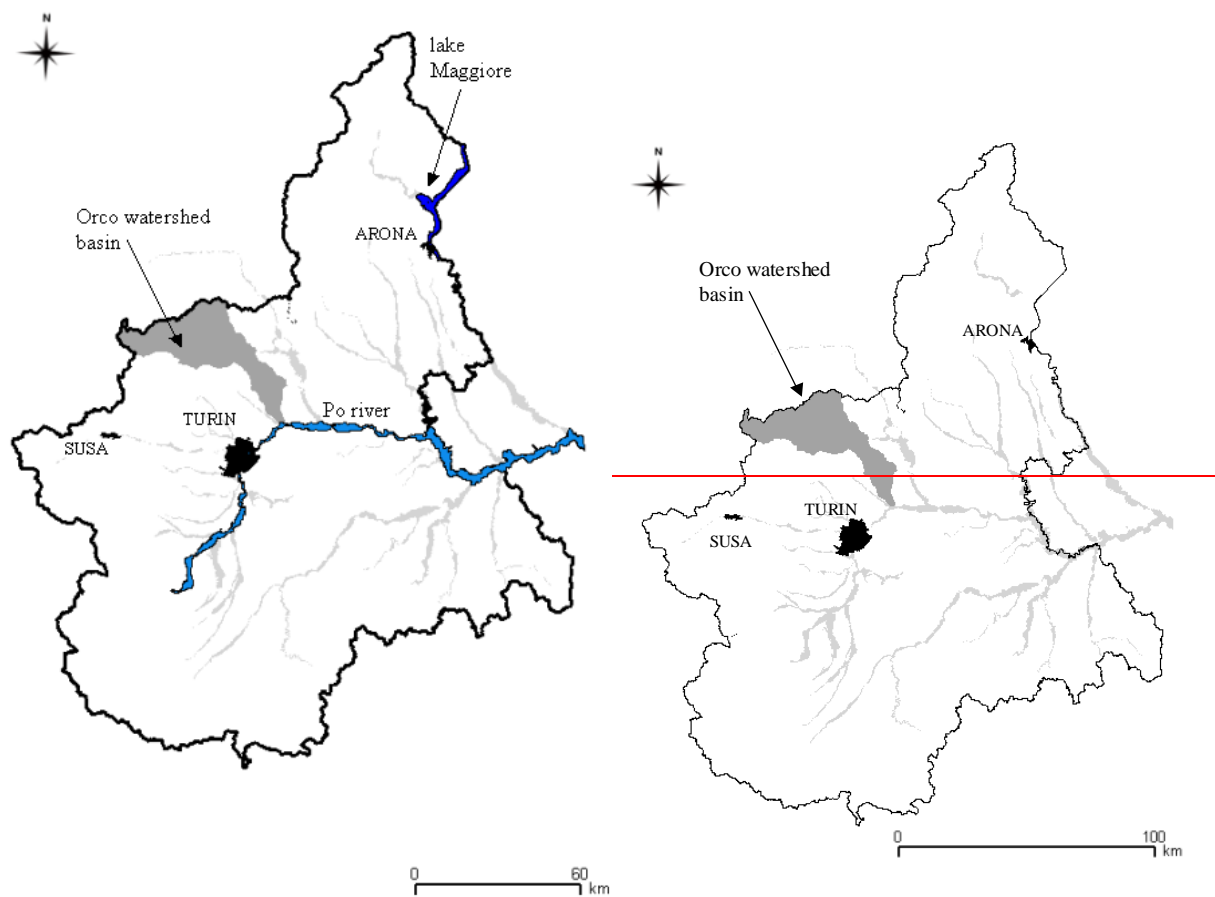 N
lake
Maggiore
Orco watershed
basin
ARONA
TURIN
Po river
SUSA
0 60
km
N
Orco watershed
basin
ARONA
TURIN
SUSA
0 100
km